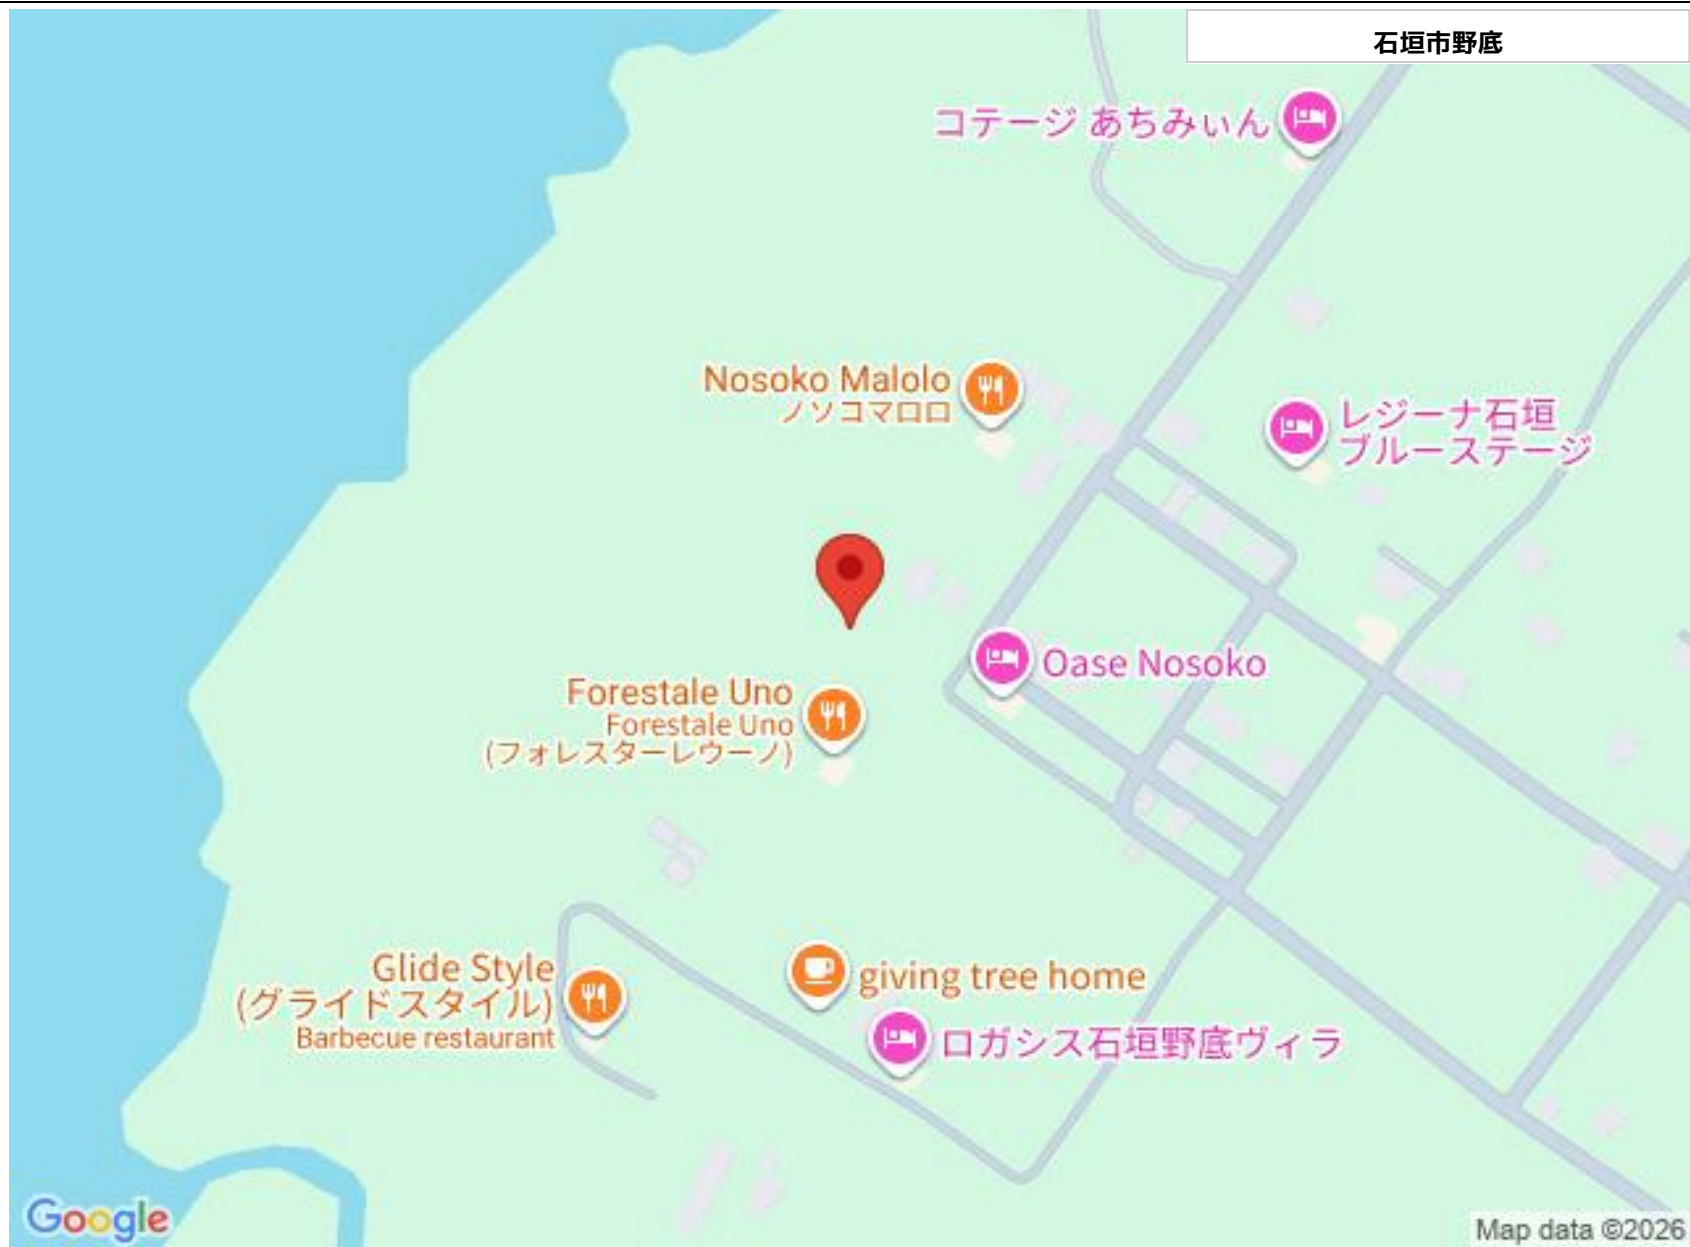 石垣市野底
コテージ あちみぃん
Nosoko Malolo
ノソコマロロ
レジーナ石垣
ブルーステージ
Oase Nosoko
Forestale Uno
Forestale Uno
(フォレスターレウーノ)
Glide Style
(グライドスタイル)
Barbecue restaurant
giving tree home
ロガシス石垣野底ヴィラ
Google
Map data ©2026